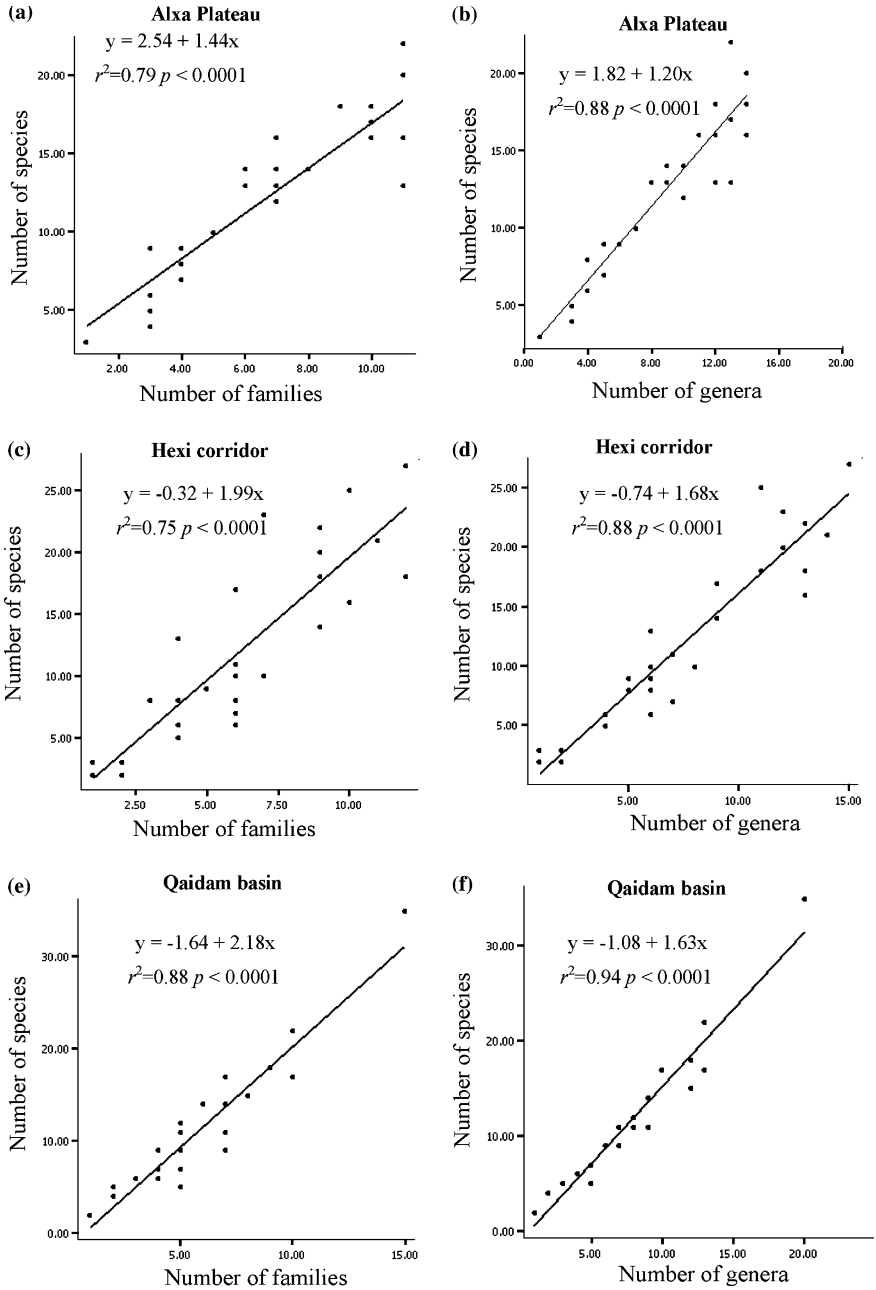 (a)
Alxa Plateau
y = 2.54 + 1.44x
r²=0.79 p < 0.0001
20.00
15.00
10.00
5.00
Number of species
2.00 4.00 6.00 8.00 10.00
Number of families
(b)
Alxa Plateau
y = 1.82 + 1.20x
r²=0.88 p < 0.0001
20.00
15.00
10.00
5.00
Number of species
0.00 4.00 8.00 12.00 16.00 20.00
Number of genera
(c)
Hexi corridor
y = -0.32 + 1.99x
r²=0.75 p < 0.0001
25.00
20.00
15.00
10.00
5.00
Number of species
2.50 5.00 7.50 10.00
Number of families
(d)
Hexi corridor
y = -0.74 + 1.68x
r²=0.88 p < 0.0001
25.00
20.00
15.00
10.00
5.00
Number of species
5.00 10.00 15.00
Number of genera
(e)
Qaidam basin
y = -1.64 + 2.18x
r²=0.88 p < 0.0001
30.00
20.00
10.00
0.00
Number of species
5.00 10.00 15.00
Number of families
(f)
Qaidam basin
y = -1.08 + 1.63x
r²=0.94 p < 0.0001
30.00
20.00
10.00
0.00
Number of species
5.00 10.00 15.00 20.00
Number of genera